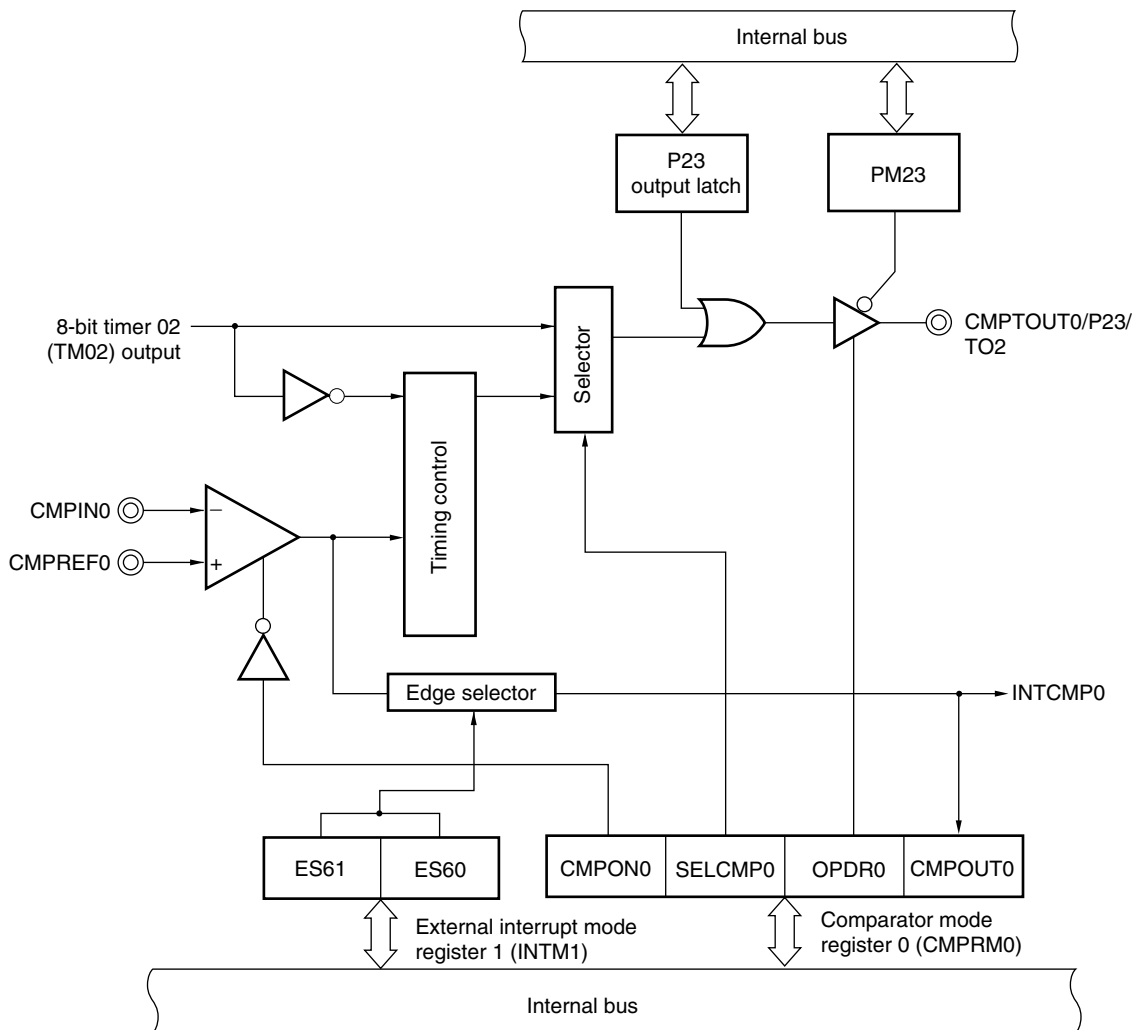 Internal bus
P23
output latch
PM23
8-bit timer 02
(TM02) output
Selector
CMPTOUT0/P23/
TO2
Timing control
CMPIN0
−
CMPREF0
+
Edge selector
INTCMP0
ES61
ES60
CMPON0
SELCMP0
OPDR0
CMPOUT0
External interrupt mode
register 1 (INTM1)
Comparator mode
register 0 (CMPRM0)
Internal bus